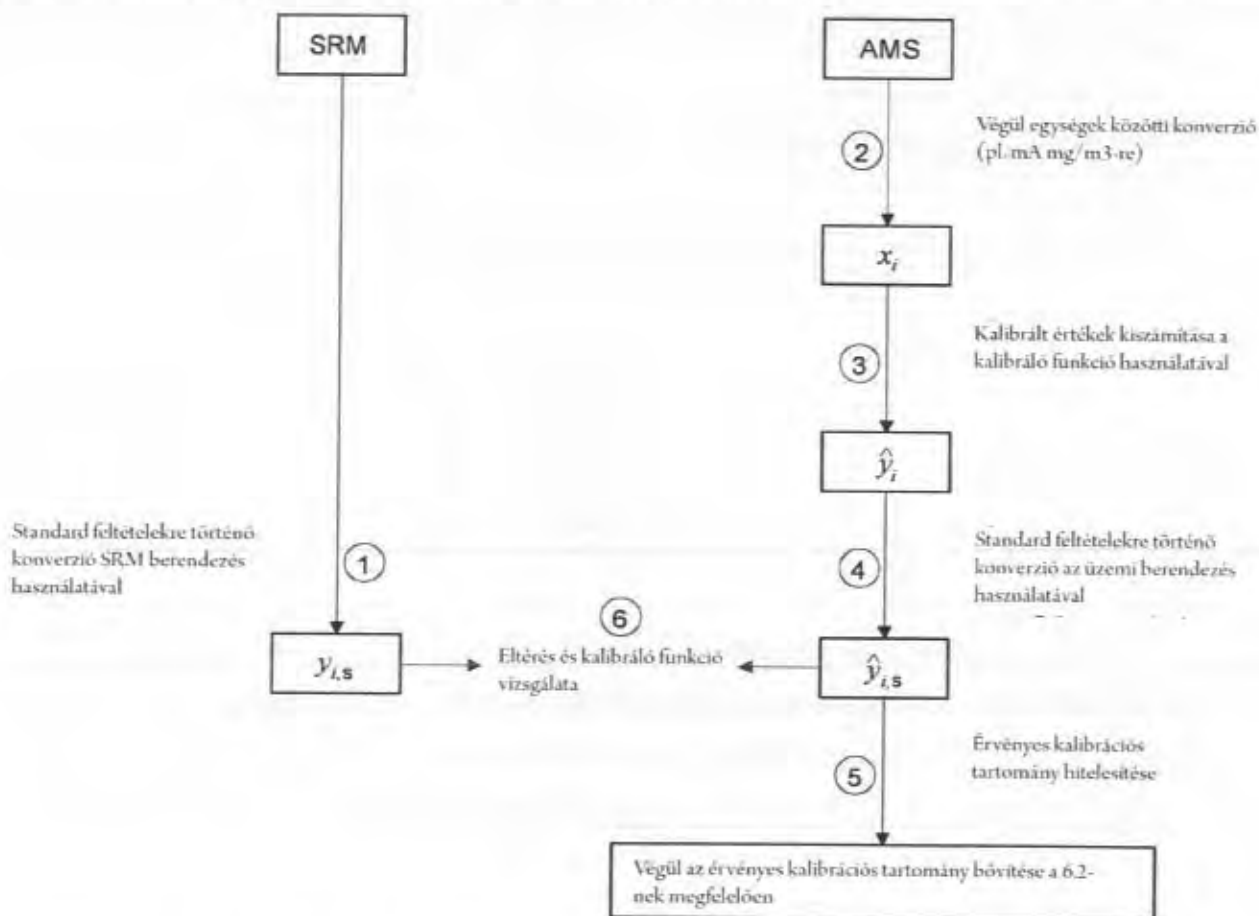 SRM
AMS
2
Végül egységek közötti konverzió
(pl. mA mg/m3-re)
x_i
3
Kalibrált értékek kiszámítása a
kalibráló funkció használatával
ŷ_i
Standard feltételekre történő
konverzió SRM berendezés
használatával
1
4
Standard feltételekre történő
konverzió az üzemi berendezés
használatával
y_i,s
6
Eltérés és kalibráló funkció
vizsgálata
ŷ_i,s
5
Érvényes kalibrációs
tartomány hitelesítése
Végül az érvényes kalibrációs tartomány bővítése a 6.2-
nek megfelelően